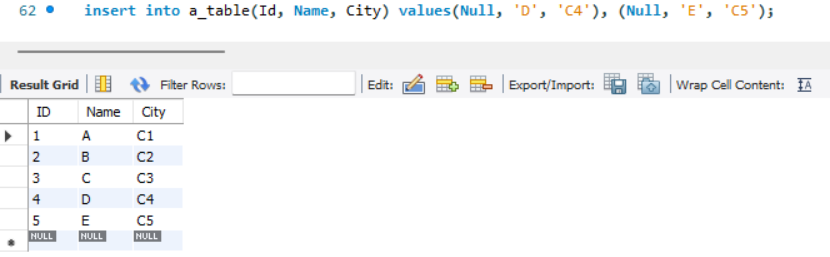 62 insert into a_table(Id, Name, City) values(Null, 'D', 'C4'), (Null, 'E', 'C5');
Result Grid Filter Rows: Edit: Export/Import: Wrap Cell Content: IA
ID Name City
1 A C1
2 B C2
3 C C3
4 D C4
5 E C5
NULL NULL NULL